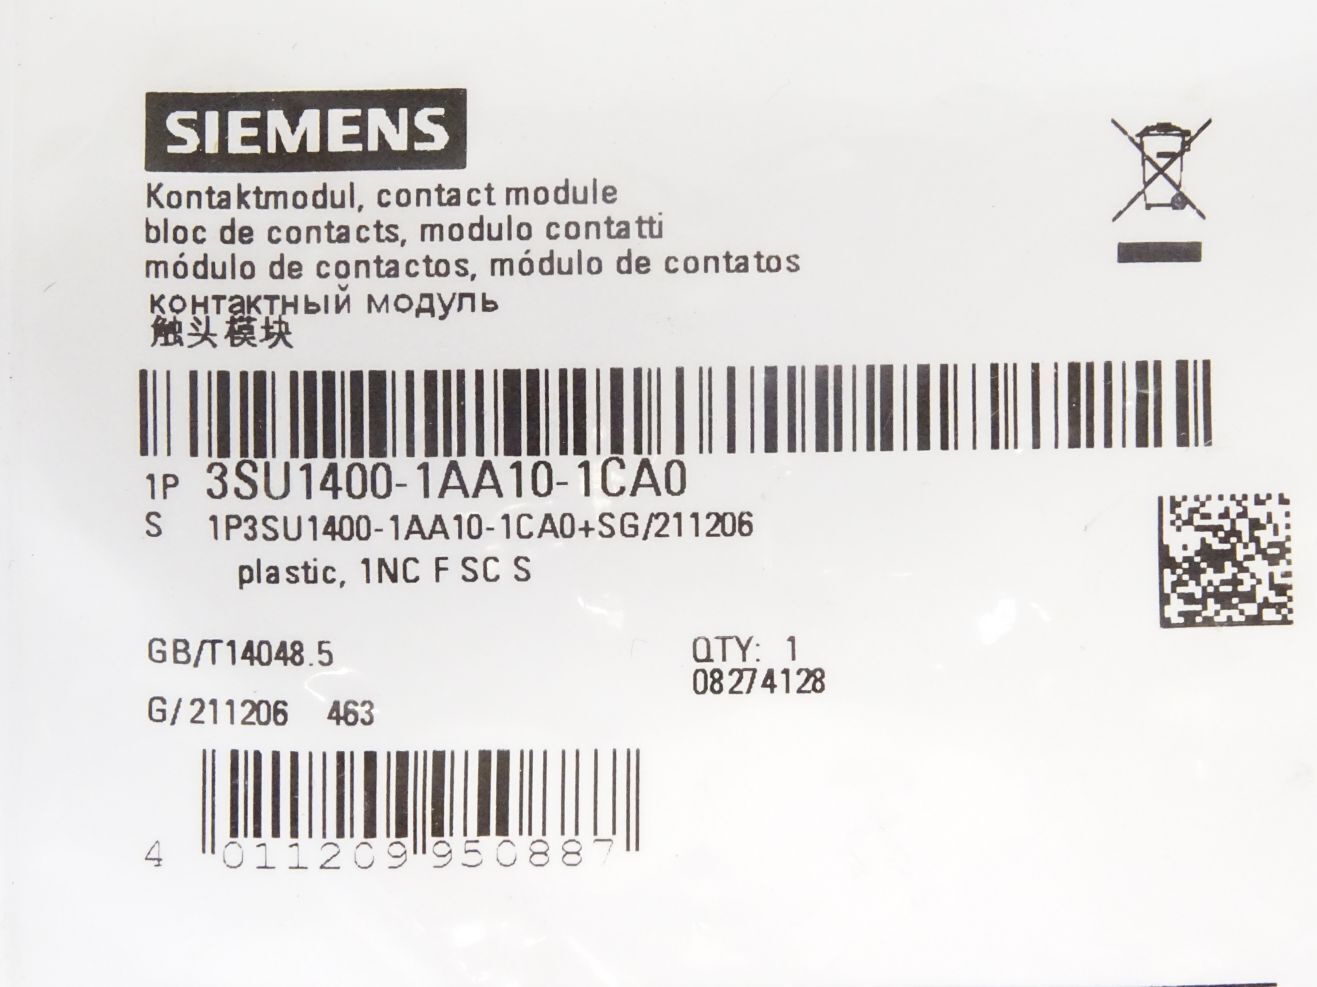 SIEMENS
Kontaktmodul, contact module
bloc de contacts, modulo contatti
módulo de contactos, módulo de contatos
контактный модуль
触头模块
1P 3SU1400-1AA10-1CA0
S 1P3SU1400-1AA10-1CA0+SG/211206
plastic, 1NC F SC S
GB/T14048.5
QTY: 1
08274128
G/211206 463
4 011209 950887